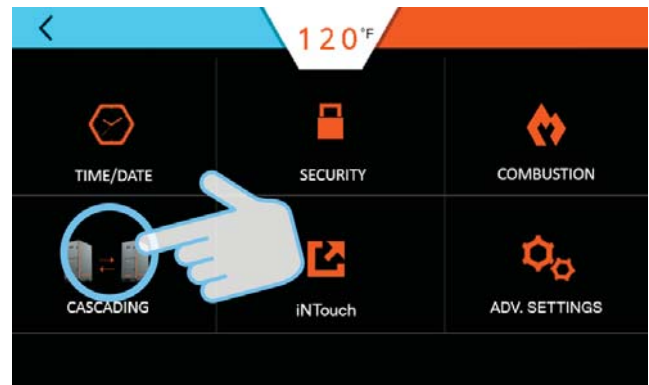 120°F
TIME/DATE
SECURITY
COMBUSTION
CASCADING
iNTouch
ADV. SETTINGS